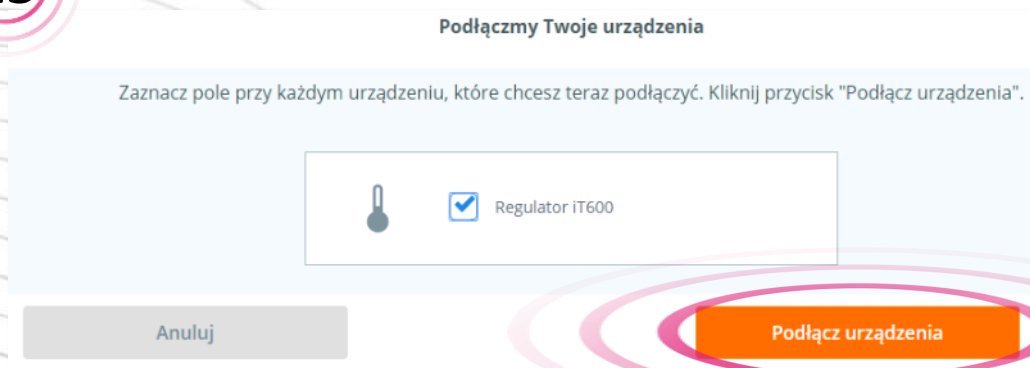 Podłączmy Twoje urządzenia
Zaznacz pole przy każdym urządzeniu, które chcesz teraz podłączyć. Kliknij przycisk "Podłącz urządzenia".
Regulator iT600
Anuluj
Podłącz urządzenia